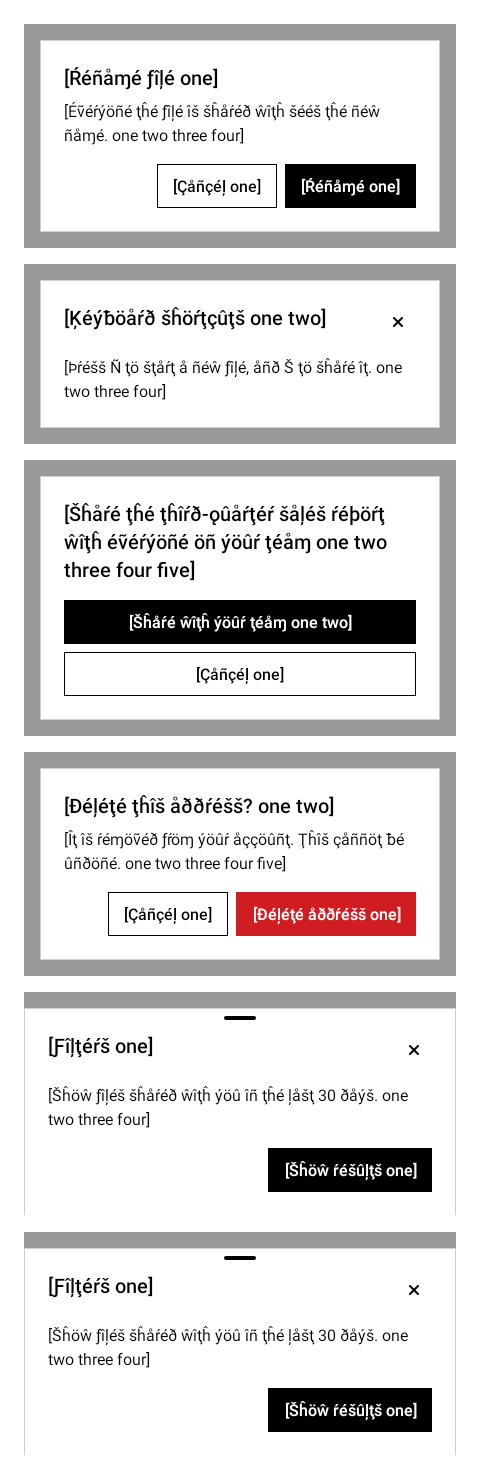 [Ŕéñåɱé ƒîļé one]
[Éṽéŕýöñé ţĥé ƒîļé îš šĥåŕéð ŵîţĥ šééš ţĥé ñéŵ
ñåɱé. one two three four]
[Çåñçéļ one]
[Ŕéñåɱé one]
[Ķéýƀöåŕð šĥöŕţçûţš one two]
[Þŕéšš Ñ ţö šţåŕţ å ñéŵ ƒîļé, åñð Š ţö šĥåŕé îţ. one
two three four]
[Šĥåŕé ţĥé ţĥîŕð-ǫûåŕţéŕ šåļéš ŕéþöŕţ
ŵîţĥ éṽéŕýöñé öñ ýöûŕ ţéåɱ one two
three four five]
[Šĥåŕé ŵîţĥ ýöûŕ ţéåɱ one two]
[Çåñçéļ one]
[Ðéļéţé ţĥîš åððŕéšš? one two]
[Îţ îš ŕéɱöṽéð ƒŕöɱ ýöûŕ åççöûñţ. Ţĥîš çåññöţ ƀé
ûñðöñé. one two three four five]
[Çåñçéļ one]
[Ðéļéţé åððŕéšš one]
[Ƒîļţéŕš one]
[Šĥöŵ ƒîļéš šĥåŕéð ŵîţĥ ýöû îñ ţĥé ļåšţ 30 ðåýš. one
two three four]
[Šĥöŵ ŕéšûļţš one]
[Ƒîļţéŕš one]
[Šĥöŵ ƒîļéš šĥåŕéð ŵîţĥ ýöû îñ ţĥé ļåšţ 30 ðåýš. one
two three four]
[Šĥöŵ ŕéšûļţš one]